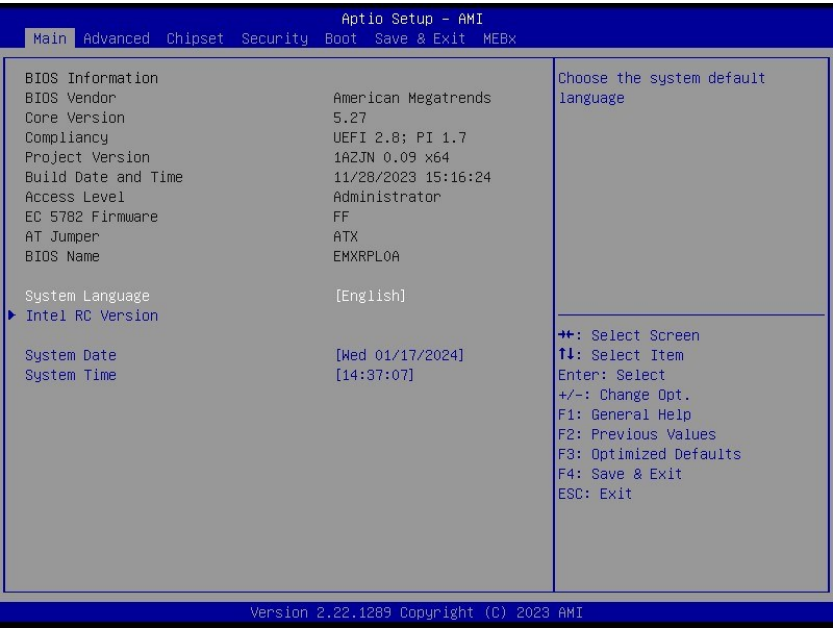 Aptio Setup – AMI
Main Advanced Chipset Security Boot Save & Exit MEBx
BIOS Information
BIOS Vendor American Megatrends
Core Version 5.27
Compliancy UEFI 2.8; PI 1.7
Project Version 1AZJN 0.09 x64
Build Date and Time 11/28/2023 15:16:24
Access Level Administrator
EC 5782 Firmware FF
AT Jumper ATX
BIOS Name EMXRPL0A
System Language [English]
Intel RC Version
System Date [Wed 01/17/2024]
System Time [14:37:07]
Choose the system default
language
→←: Select Screen
↑↓: Select Item
Enter: Select
+/-: Change Opt.
F1: General Help
F2: Previous Values
F3: Optimized Defaults
F4: Save & Exit
ESC: Exit
Version 2.22.1289 Copyright (C) 2023 AMI